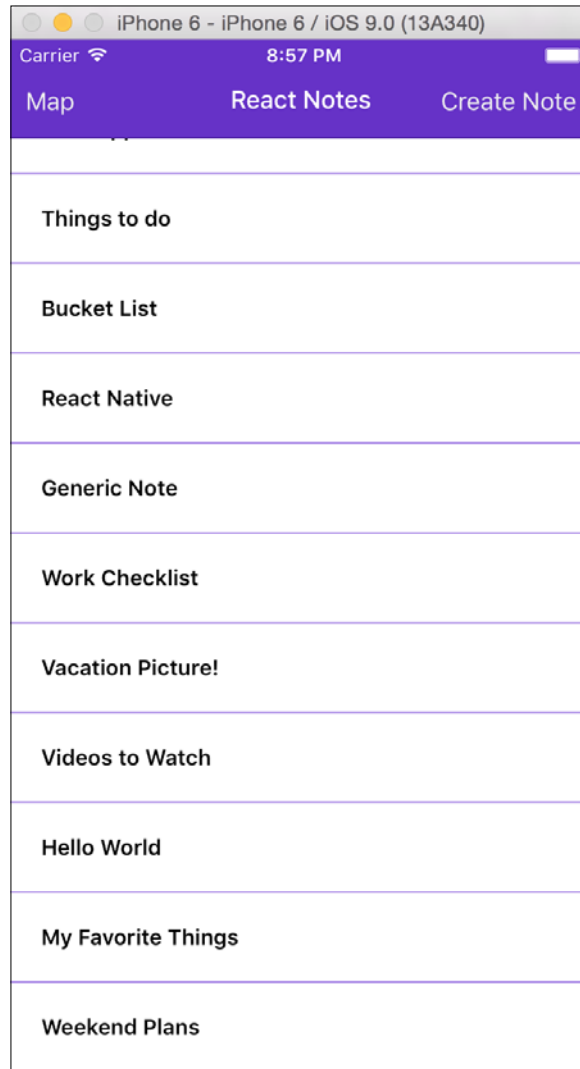 iPhone 6 - iPhone 6 / iOS 9.0 (13A340)
Carrier 8:57 PM
Map React Notes Create Note
Things to do
Bucket List
React Native
Generic Note
Work Checklist
Vacation Picture!
Videos to Watch
Hello World
My Favorite Things
Weekend Plans